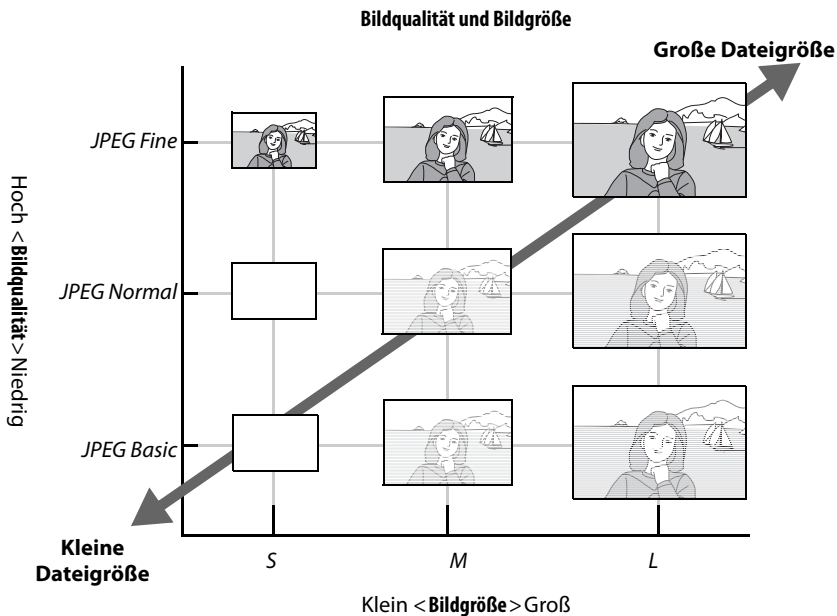 Bildqualität und Bildgröße
Große Dateigröße
JPEG Fine
JPEG Normal
JPEG Basic
Hoch < Bildqualität > Niedrig
Kleine
Dateigröße
S
M
L
Klein < Bildgröße > Groß